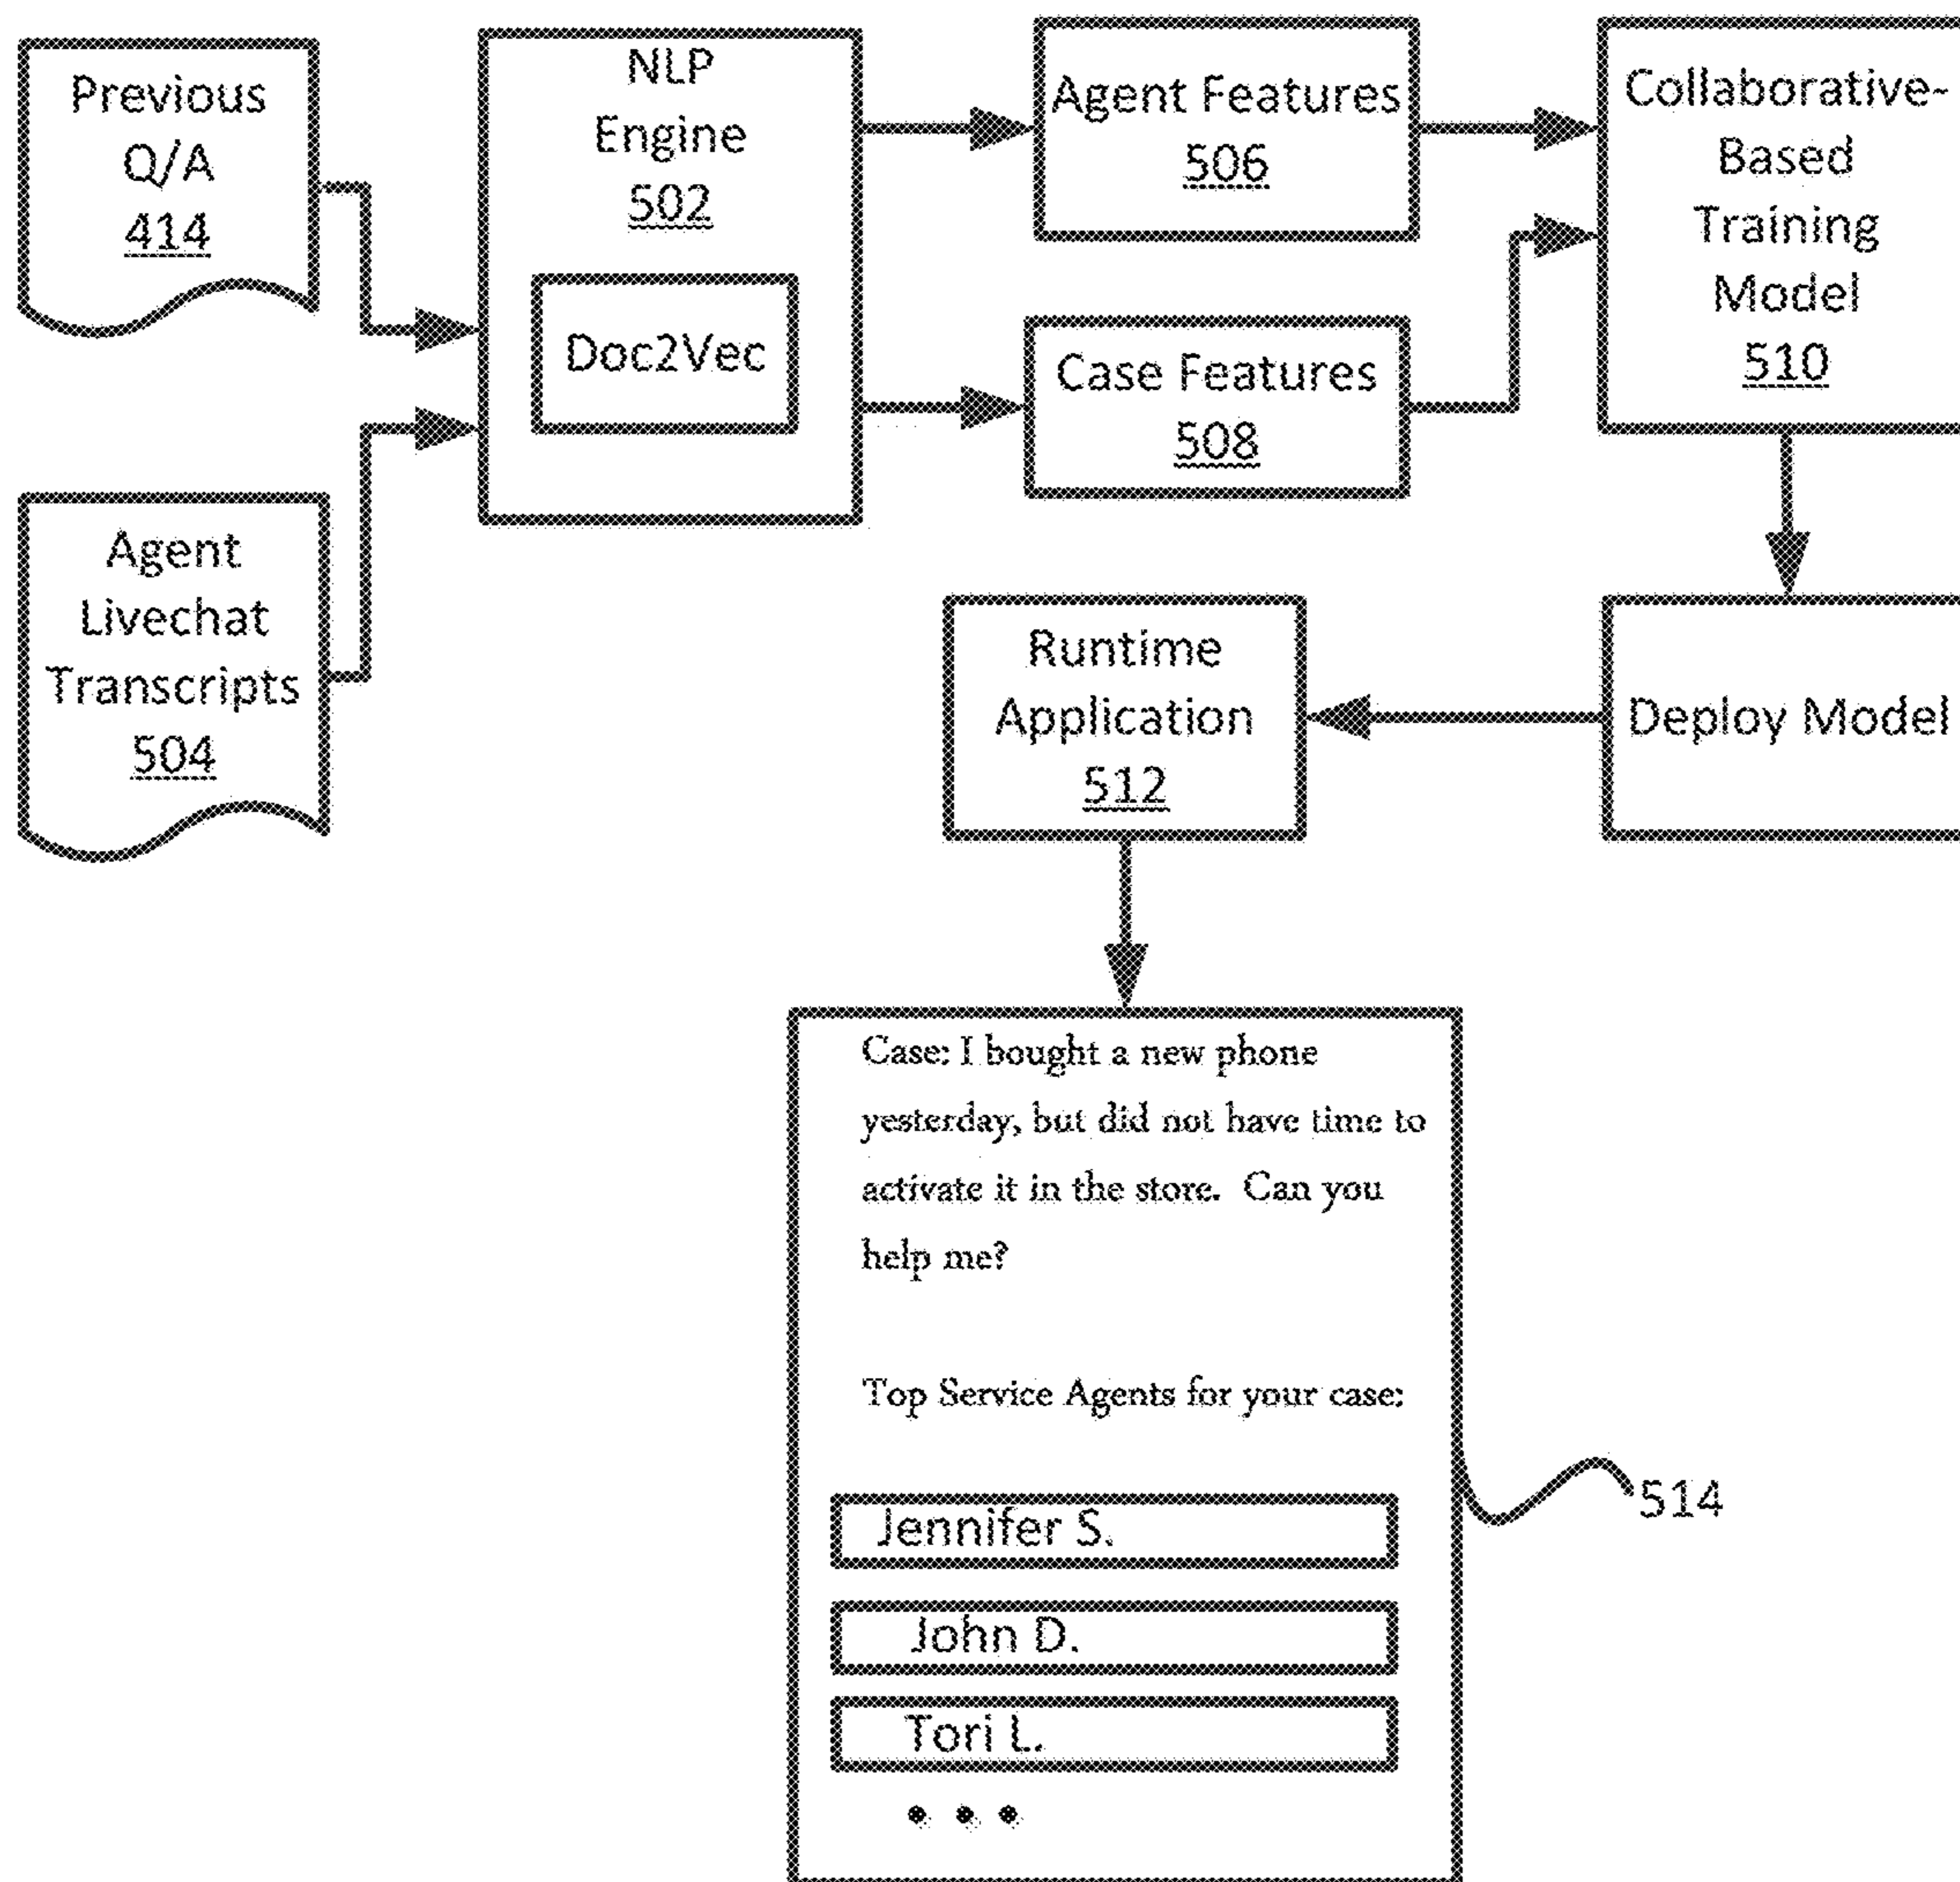 Previous
Q/A
414
NLP
Engine
502
Doc2Vec
Agent Features
506
Collaborative-
Based
Training
Model
510
Case Features
508
Agent
Livechat
Transcripts
504
Runtime
Application
512
Deploy Model
Case: I bought a new phone
yesterday, but did not have time to
activate it in the store. Can you
help me?
Top Service Agents for your case:
Jennifer S.
514
John D.
Tori L.
• • •